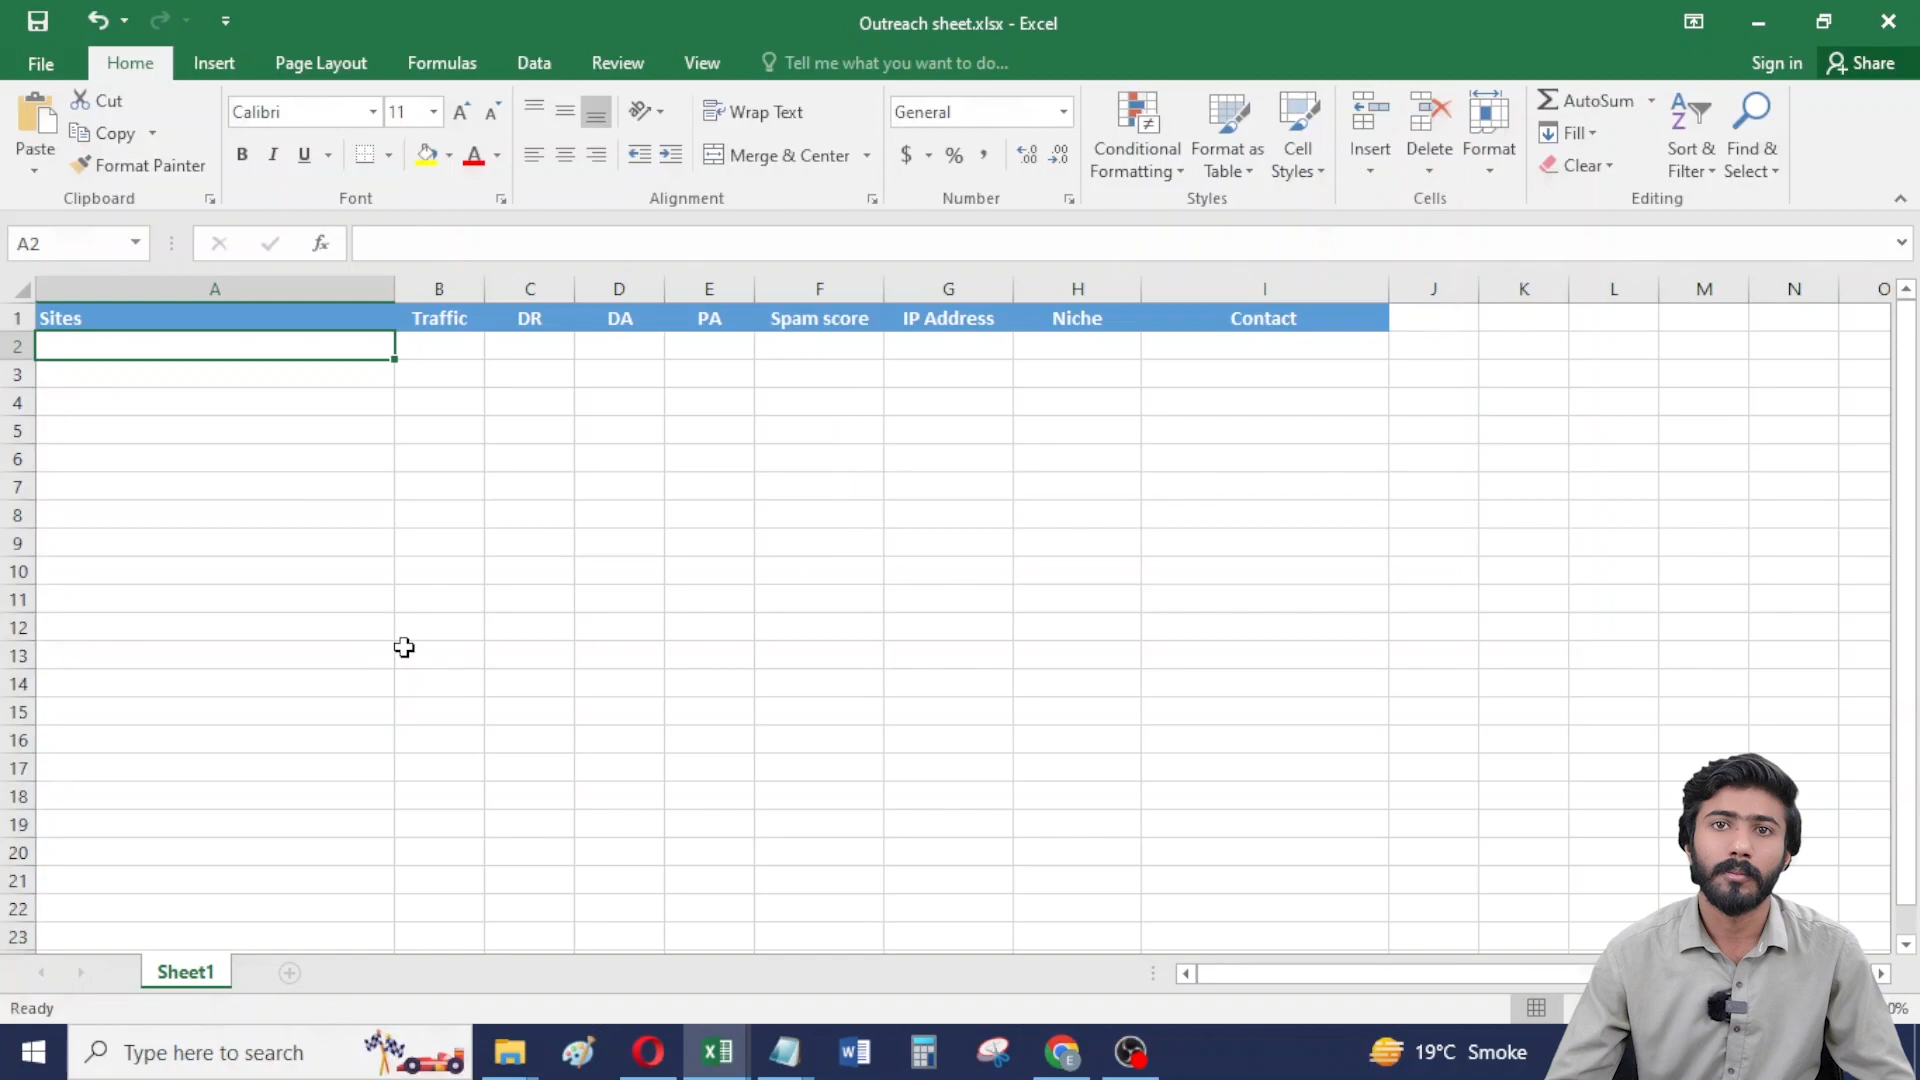 Outreach sheet.xlsx - Excel
File Home Insert Page Layout Formulas Data Review View Tell me what you want to do... Sign in Share
Paste
Cut
Copy
Format Painter
Clipboard
Calibri 11
B I U A
Font
Wrap Text
Merge & Center
Alignment
General
$ % ,
Number
Conditional Formatting
Format as Table
Cell Styles
Styles
Insert
Delete
Format
Cells
AutoSum
Fill
Clear
Sort & Filter
Find & Select
Editing
A2 fx
A B C D E F G H I J K L M N O
1 Sites Traffic DR DA PA Spam score IP Address Niche Contact
2
3
4
5
6
7
8
9
10
11
12
13
14
15
16
17
18
19
20
21
22
23
Sheet1
Ready 0%
Type here to search
19°C Smoke